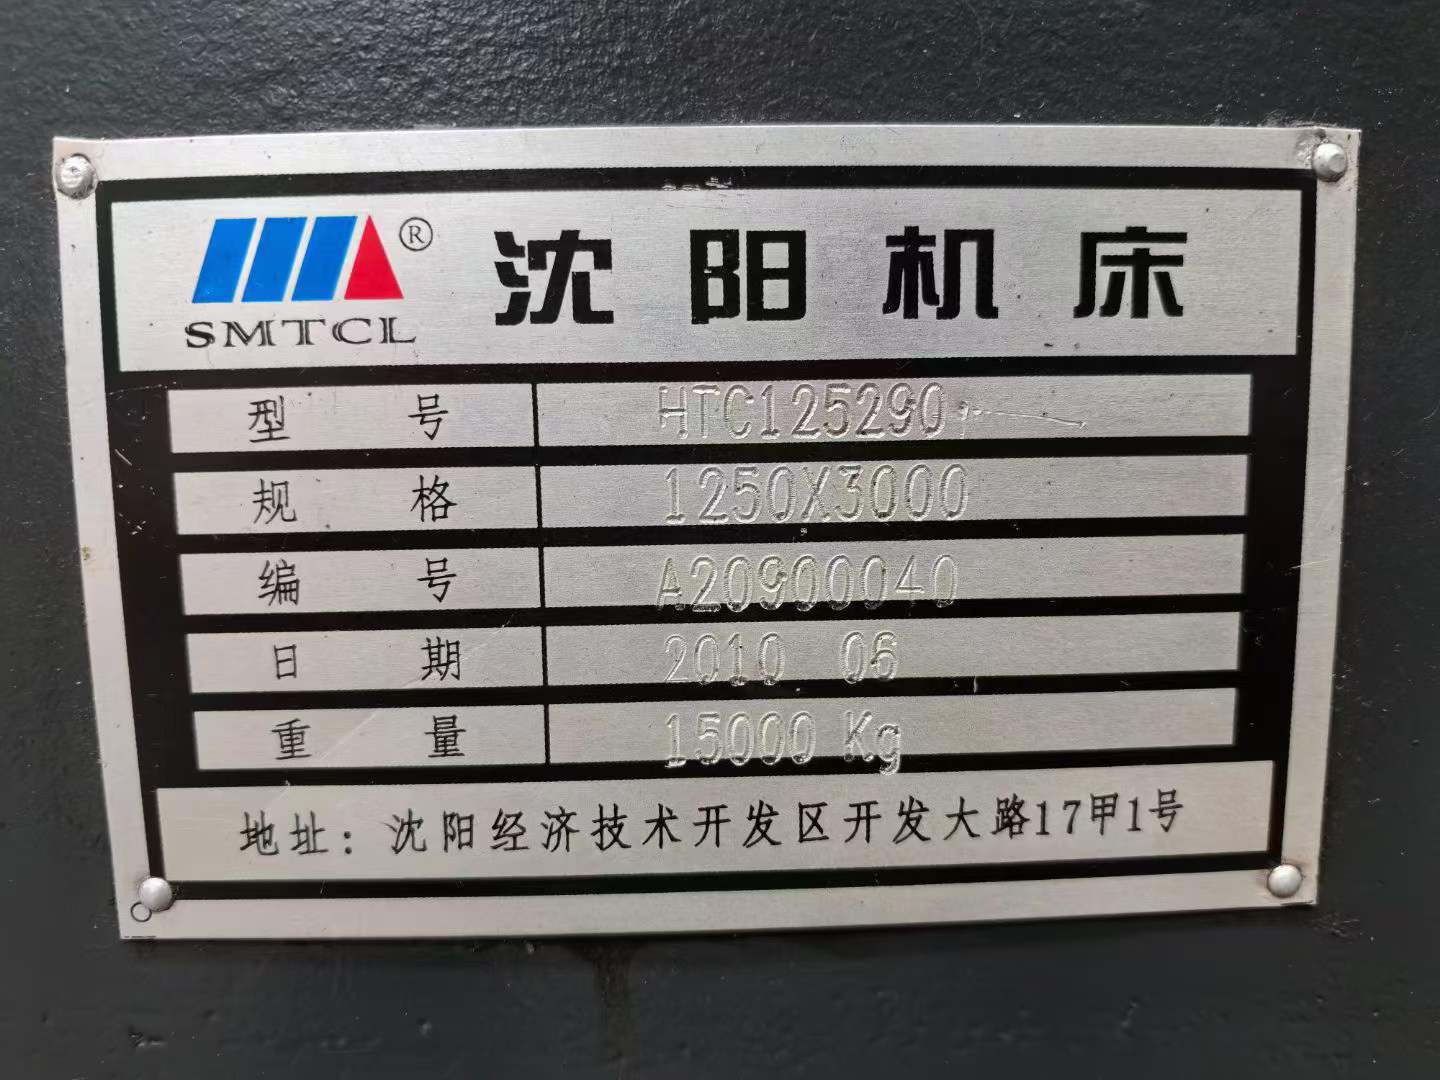 ® 沈阳机床
SMTCL
型 号 HTC125290
规 格 1250X3000
编 号 A20900040
日 期 2010 06
重 量 15000 Kg
地址：沈阳经济技术开发区开发大路17甲1号